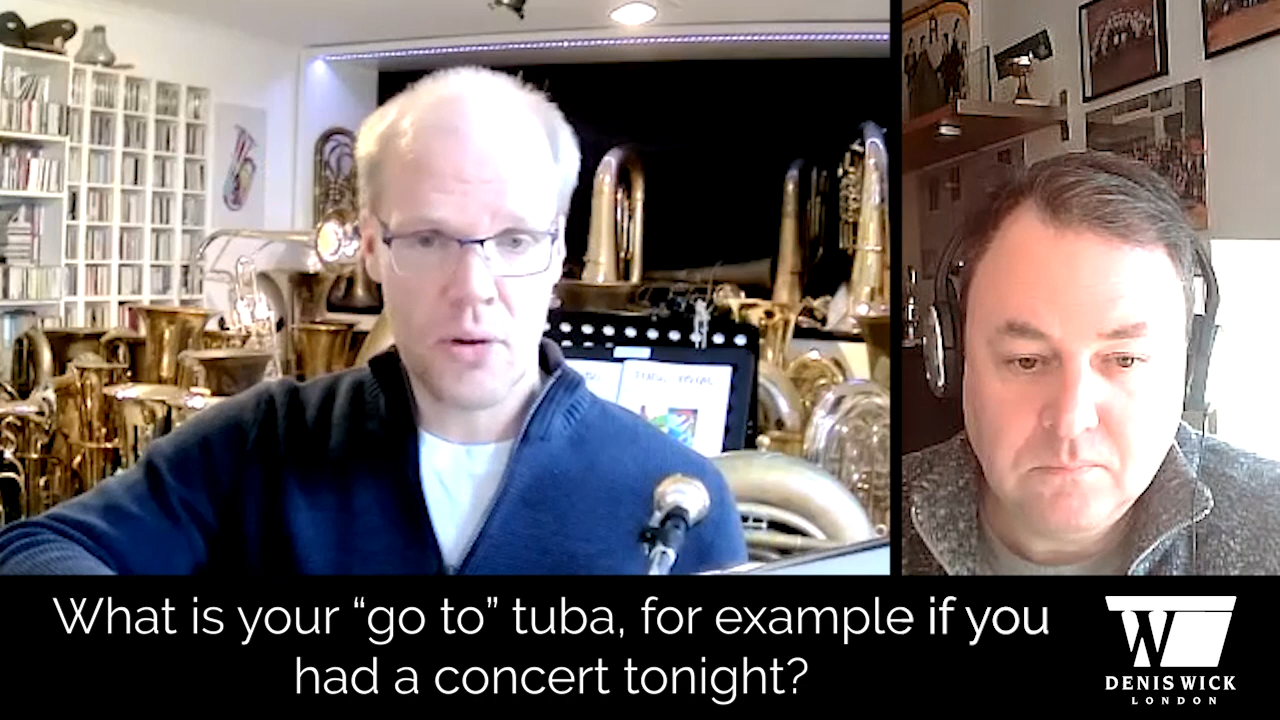 What is your “go to” tuba, for example if you
had a concert tonight?
DENIS WICK
LONDON